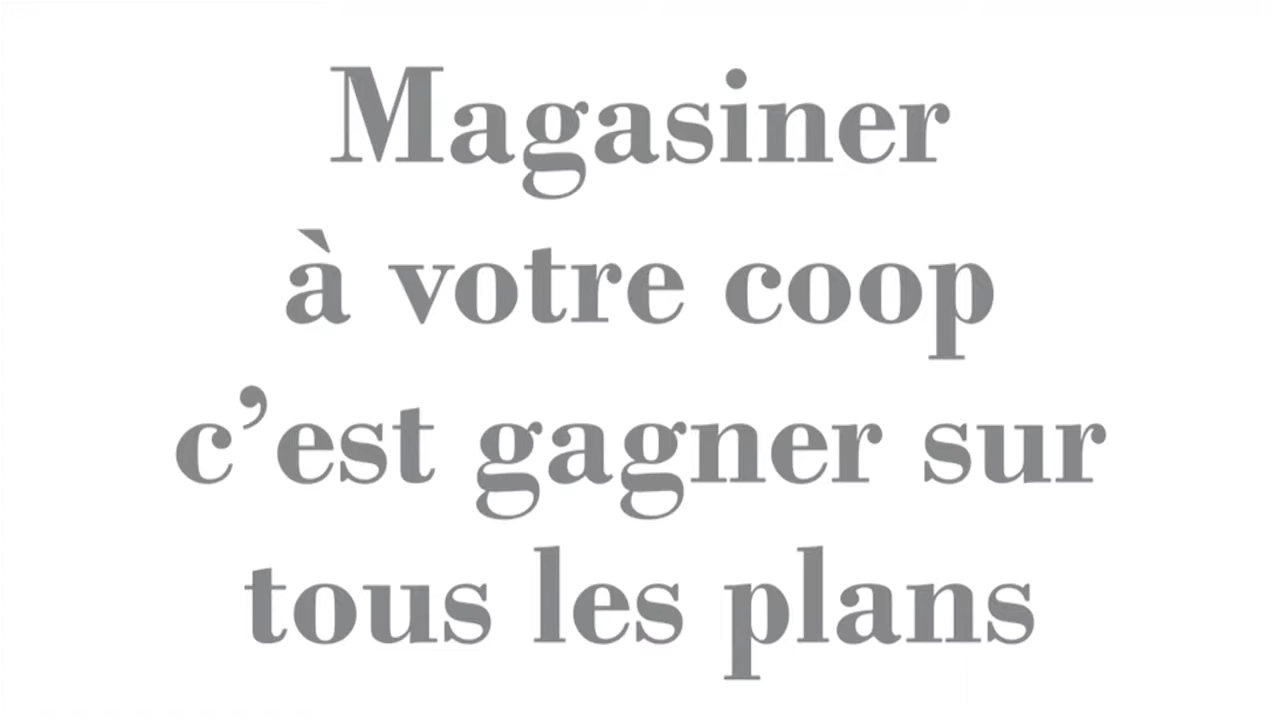 Magasiner
à votre coop
c’est gagner sur
tous les plans